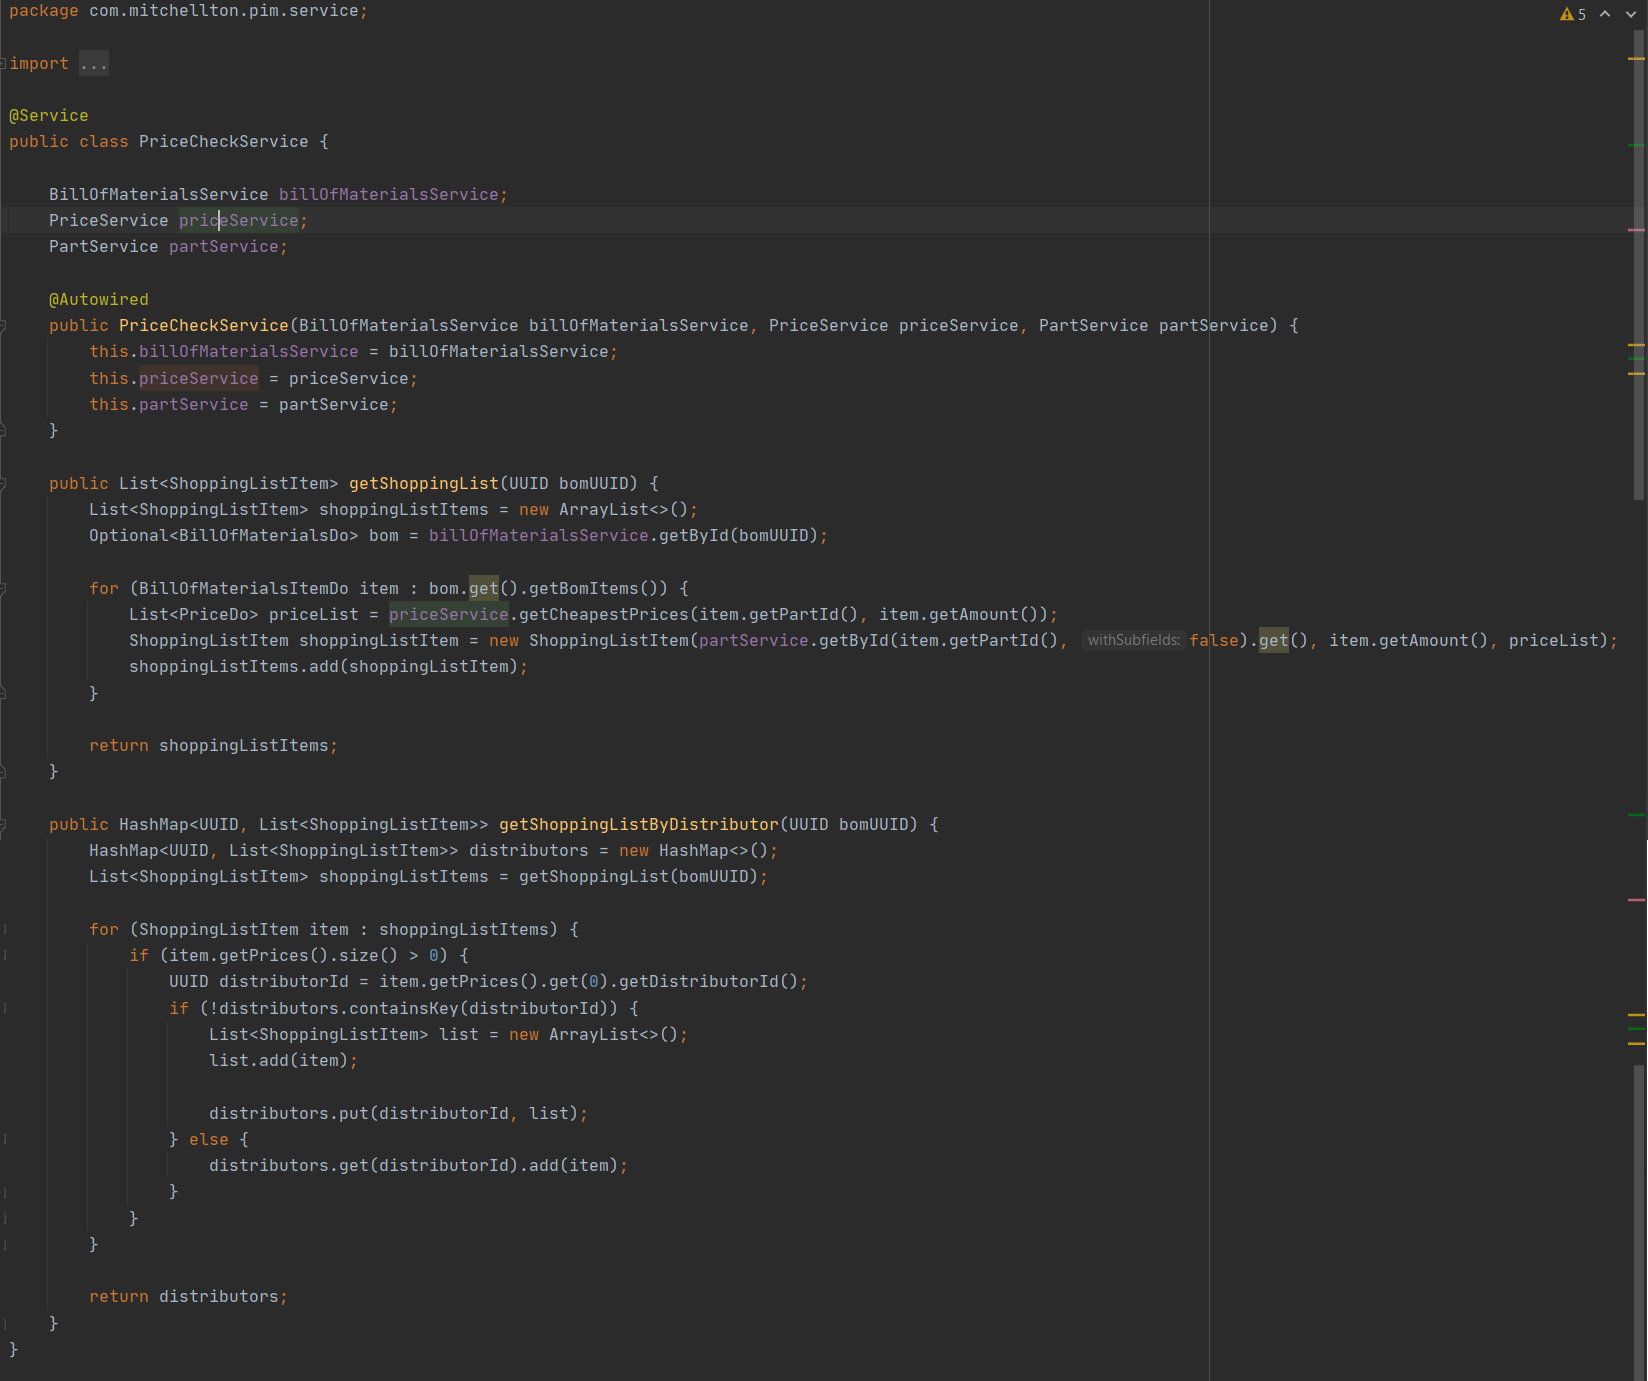 package com.mitchellton.pim.service;
5
import ...
@Service
public class PriceCheckService {
BillOfMaterialsService billOfMaterialsService;
PriceService priceService;
PartService partService;
@Autowired
public PriceCheckService(BillOfMaterialsService billOfMaterialsService, PriceService priceService, PartService partService) {
this.billOfMaterialsService = billOfMaterialsService;
this.priceService = priceService;
this.partService = partService;
}
public List<ShoppingListItem> getShoppingList(UUID bomUUID) {
List<ShoppingListItem> shoppingListItems = new ArrayList<>();
Optional<BillOfMaterialsDo> bom = billOfMaterialsService.getById(bomUUID);
for (BillOfMaterialsItemDo item : bom.get().getBomItems()) {
List<PriceDo> priceList = priceService.getCheapestPrices(item.getPartId(), item.getAmount());
ShoppingListItem shoppingListItem = new ShoppingListItem(partService.getById(item.getPartId(), withSubfields: false).get(), item.getAmount(), priceList);
shoppingListItems.add(shoppingListItem);
}
return shoppingListItems;
}
public HashMap<UUID, List<ShoppingListItem>> getShoppingListByDistributor(UUID bomUUID) {
HashMap<UUID, List<ShoppingListItem>> distributors = new HashMap<>();
List<ShoppingListItem> shoppingListItems = getShoppingList(bomUUID);
for (ShoppingListItem item : shoppingListItems) {
if (item.getPrices().size() > 0) {
UUID distributorId = item.getPrices().get(0).getDistributorId();
if (!distributors.containsKey(distributorId)) {
List<ShoppingListItem> list = new ArrayList<>();
list.add(item);
distributors.put(distributorId, list);
} else {
distributors.get(distributorId).add(item);
}
}
}
return distributors;
}
}